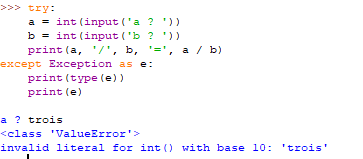 >>> try:
a = int(input('a ? '))
b = int(input('b ? '))
print(a, '/', b, '=', a / b)
except Exception as e:
print(type(e))
print(e)
a ? trois
<class 'ValueError'>
invalid literal for int() with base 10: 'trois'